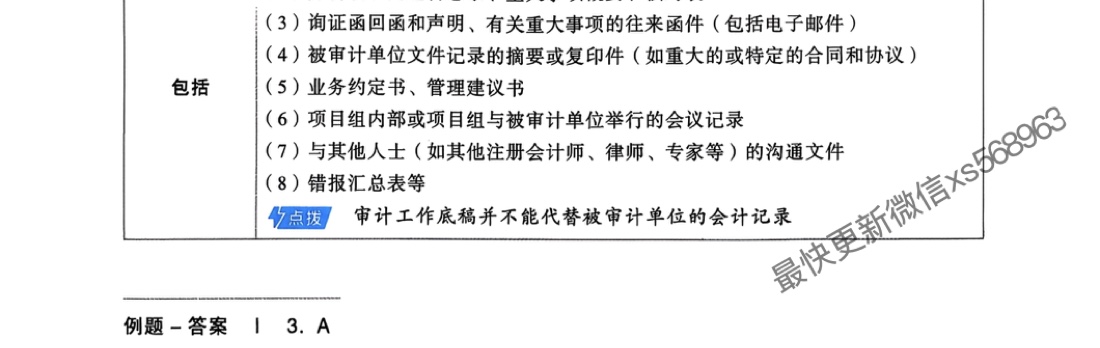 (3)询证函回函和声明、有关重大事项的往来函件(包括电子邮件)
(4)被审计单位文件记录的摘要或复印件(如重大的或特定的合同和协议)
包括
(5)业务约定书、管理建议书
(6)项目组内部或项目组与被审计单位举行的会议记录
(7)与其他人士(如其他注册会计师、律师、专家等)的沟通文件
(8)错报汇总表等
点拨 审计工作底稿并不能代替被审计单位的会计记录
最快更新微信xs568963
例题-答案 | 3. A